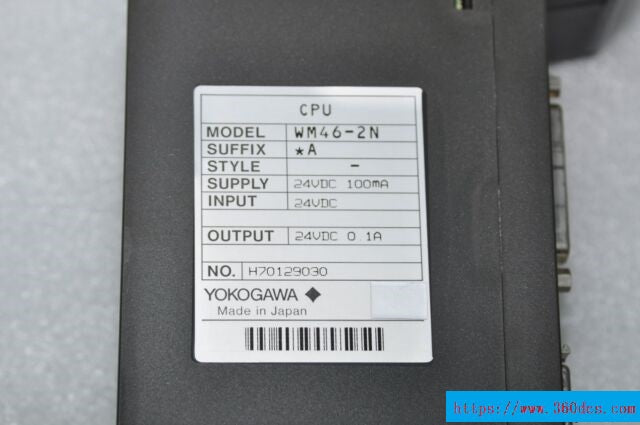 CPU
MODEL WM46-2N
SUFFIX *A
STYLE -
SUPPLY 24VDC 100mA
INPUT 24VDC
OUTPUT 24VDC 0.1A
NO. H70129030
YOKOGAWA ◆
Made in Japan
https://www.360dcs.com